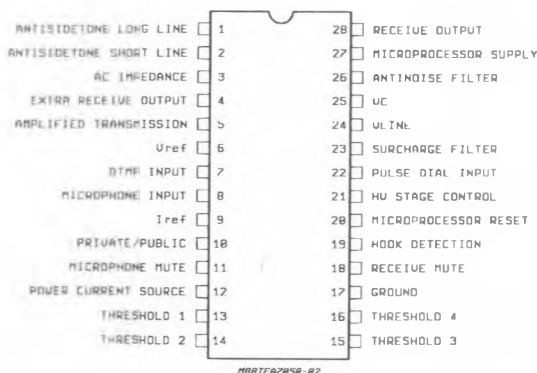 ANTISIDETONE LONG LINE 1 28 RECEIVE OUTPUT
ANTISIDETONE SHORT LINE 2 27 MICROPROCESSOR SUPPLY
AC IMPEDANCE 3 26 ANTINOISE FILTER
EXTRA RECEIVE OUTPUT 4 25 VC
AMPLIFIED TRANSMISSION 5 24 VLINE
Vref 6 23 SURCHARGE FILTER
DTMF INPUT 7 22 PULSE DIAL INPUT
MICROPHONE INPUT 8 21 HV STAGE CONTROL
Iref 9 20 MICROPROCESSOR RESET
PRIVATE/PUBLIC 10 19 HOOK DETECTION
MICROPHONE MUTE 11 18 RECEIVE MUTE
POWER CURRENT SOURCE 12 17 GROUND
THRESHOLD 1 13 16 THRESHOLD 4
THRESHOLD 2 14 15 THRESHOLD 3